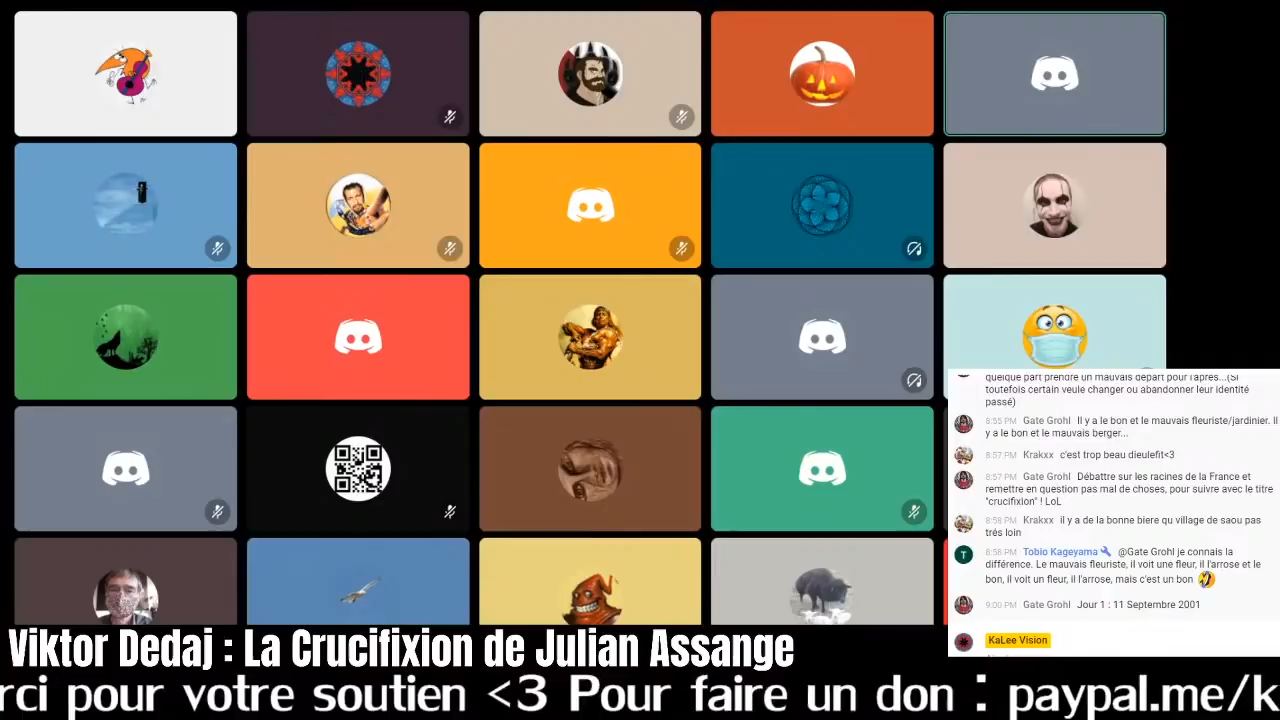 quelque part prendre un mauvais départ pour l'après...(Si
toutefois certain veule changer ou abandonner leur identité
passé)
8:55 PM Gate Grohl Il y a le bon et le mauvais fleuriste/jardinier. Il
y a le bon et le mauvais berger...
8:57 PM Krakxx c'est trop beau dieulefit<3
8:57 PM Gate Grohl Débattre sur les racines de la France et
remettre en question pas mal de choses, pour suivre avec le titre
"crucifixion" ! LoL
8:58 PM Krakxx il y a de la bonne biere qu village de saou pas
très loin
T 8:58 PM Tobio Kageyama @Gate Grohl je connais la
différence. Le mauvais fleuriste, il voit une fleur, il l'arrose et le
bon, il voit un fleur, il l'arrose, mais c'est un bon
9:00 PM Gate Grohl Jour 1 : 11 Septembre 2001
KaLee Vision
Viktor Dedaj : La Crucifixion de Julian Assange
rci pour votre soutien <3 Pour faire un don : paypal.me/k